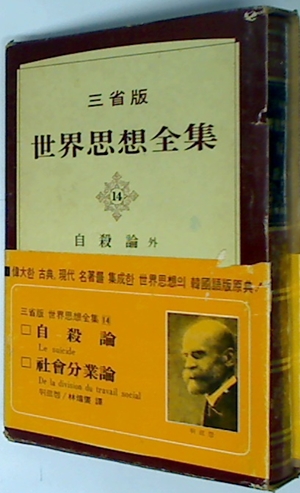 三省版
世界思想全集
14
自殺論 外
■偉大한 古典, 現代 名著를 集成한 世界思想의 韓國語版原典!
三省版 世界思想全集 14
□ 自殺論
Le suicide
□ 社會分業論
De la division du travail social
譯